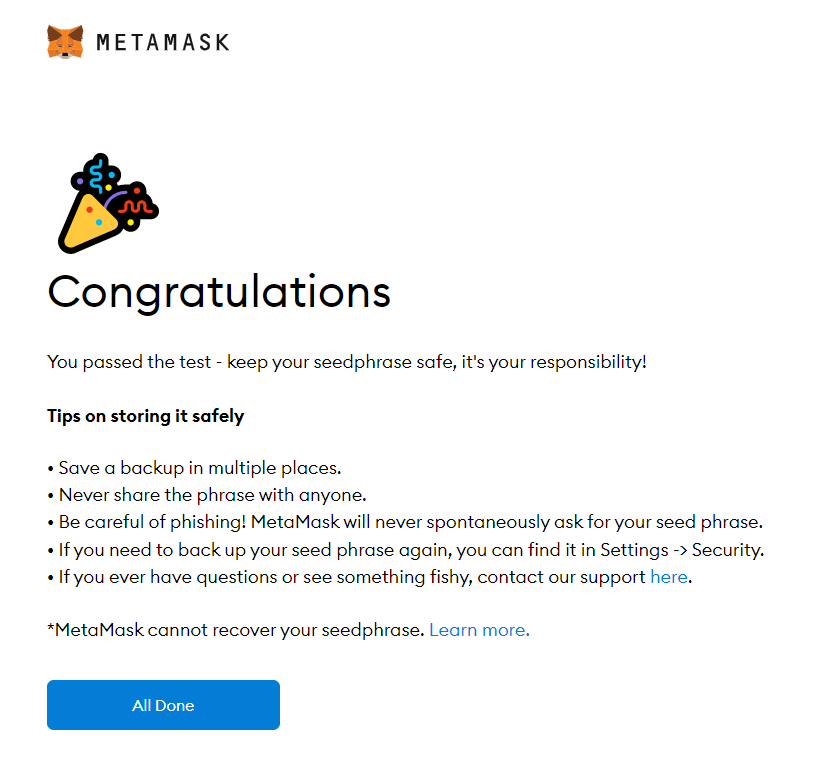 METAMASK
Congratulations
You passed the test - keep your seedphrase safe, it's your responsibility!
Tips on storing it safely
• Save a backup in multiple places.
• Never share the phrase with anyone.
• Be careful of phishing! MetaMask will never spontaneously ask for your seed phrase.
• If you need to back up your seed phrase again, you can find it in Settings -> Security.
• If you ever have questions or see something fishy, contact our support here.
*MetaMask cannot recover your seedphrase. Learn more.
All Done